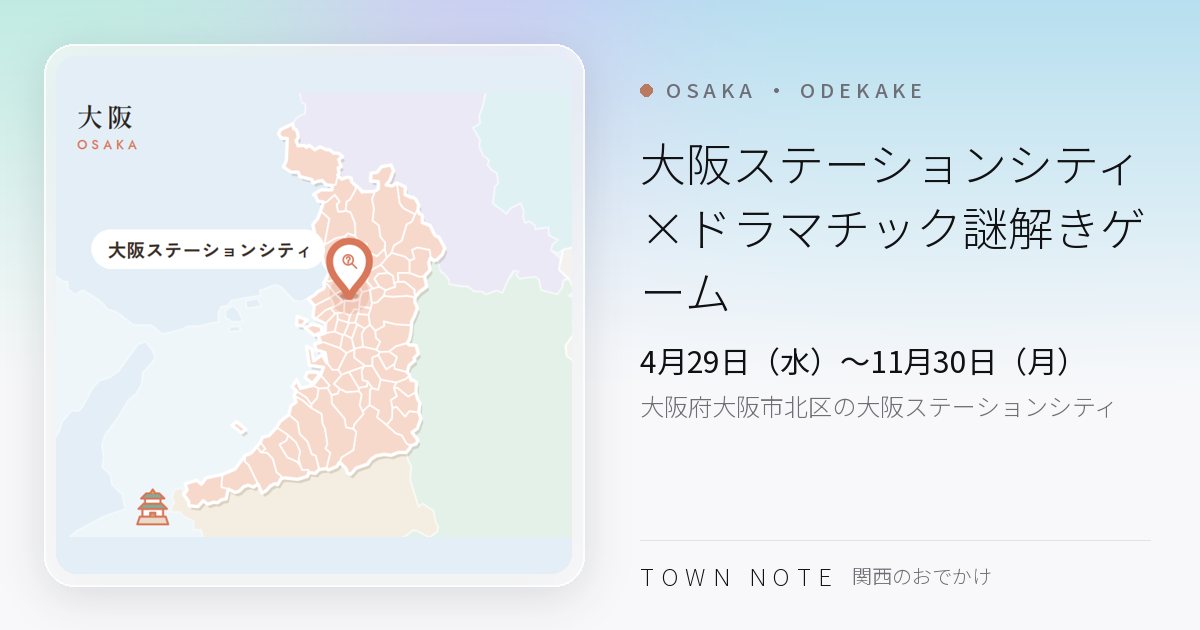 大阪
OSAKA
大阪ステーションシティ
OSAKA・ODEKAKE
大阪ステーションシティ
×ドラマチック謎解きゲ
ーム
4月29日（水）〜11月30日（月）
大阪府大阪市北区の大阪ステーションシティ
TOWN NOTE 関西のおでかけ